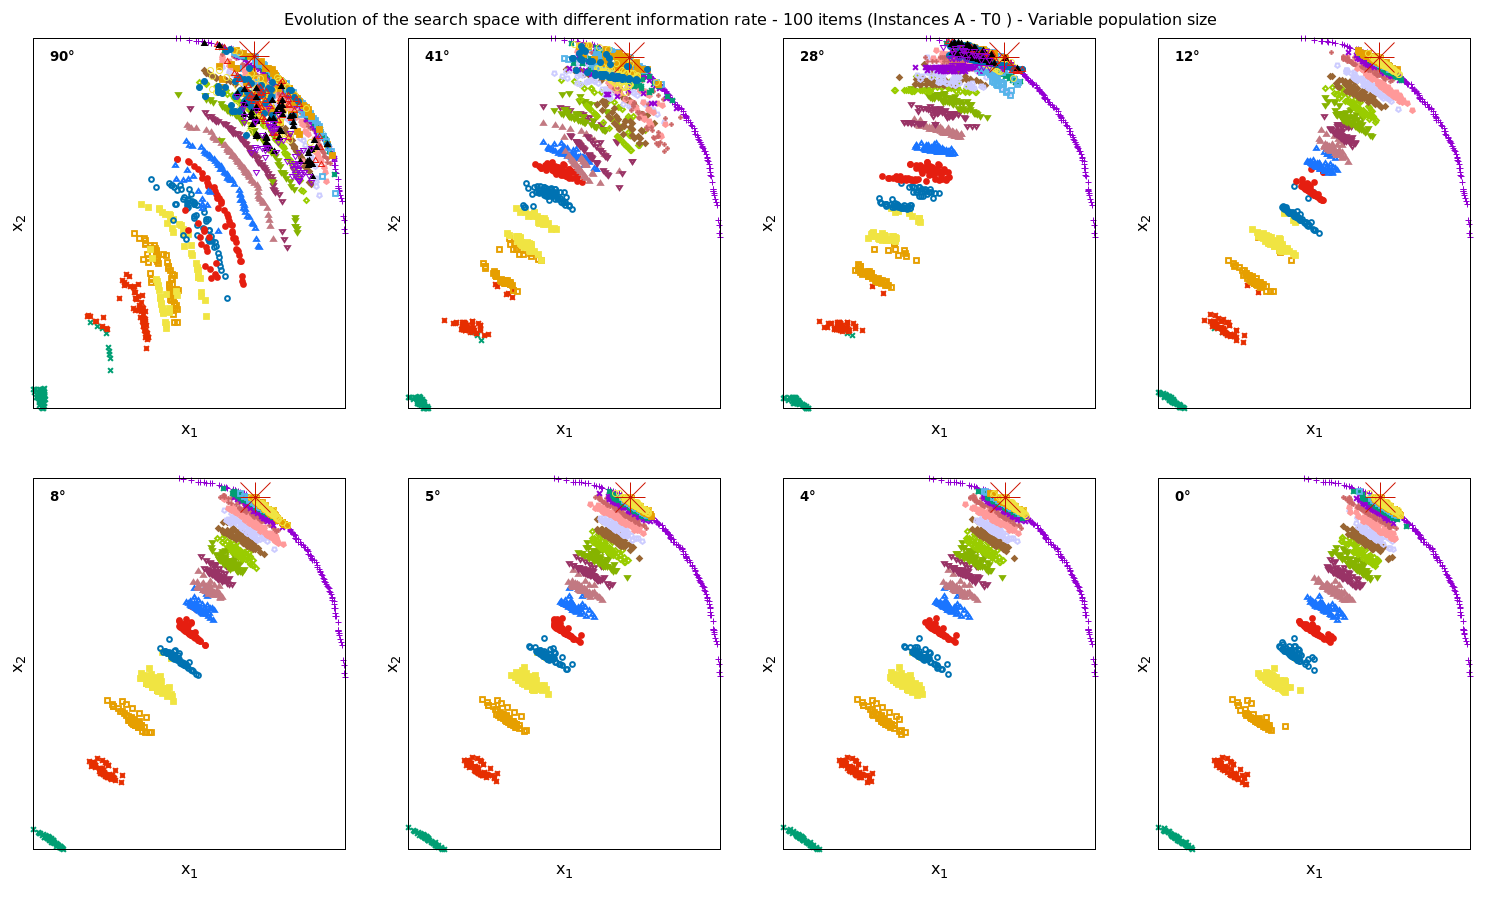 Evolution of the search space with different information rate - 100 items (Instances A - T0 ) - Variable population size
90° 41° 28° 12°
x₂ x₂ x₂ x₂
x₁ x₁ x₁ x₁
8° 5° 4° 0°
x₂ x₂ x₂ x₂
x₁ x₁ x₁ x₁